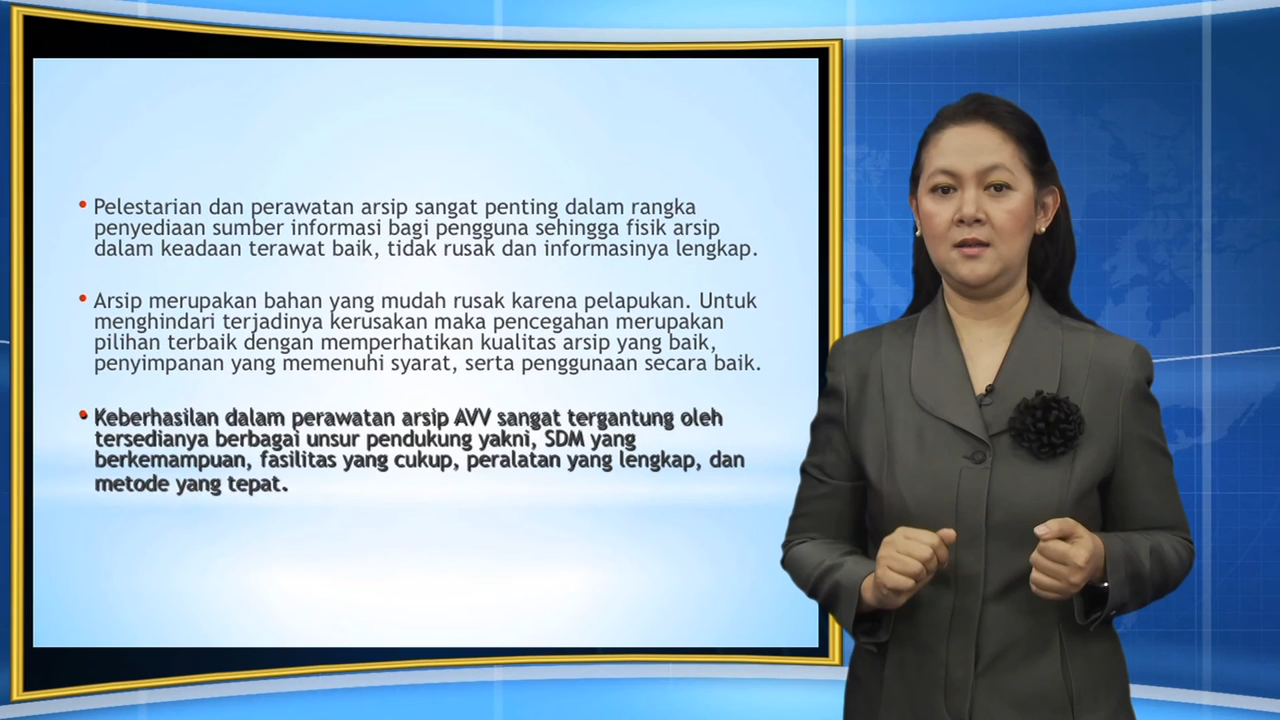 • Pelestarian dan perawatan arsip sangat penting dalam rangka
penyediaan sumber informasi bagi pengguna sehingga fisik arsip
dalam keadaan terawat baik, tidak rusak dan informasinya lengkap.
• Arsip merupakan bahan yang mudah rusak karena pelapukan. Untuk
menghindari terjadinya kerusakan maka pencegahan merupakan
pilihan terbaik dengan memperhatikan kualitas arsip yang baik,
penyimpanan yang memenuhi syarat, serta penggunaan secara baik.
• Keberhasilan dalam perawatan arsip AVV sangat tergantung oleh
tersedianya berbagai unsur pendukung yakni, SDM yang
berkemampuan, fasilitas yang cukup, peralatan yang lengkap, dan
metode yang tepat.